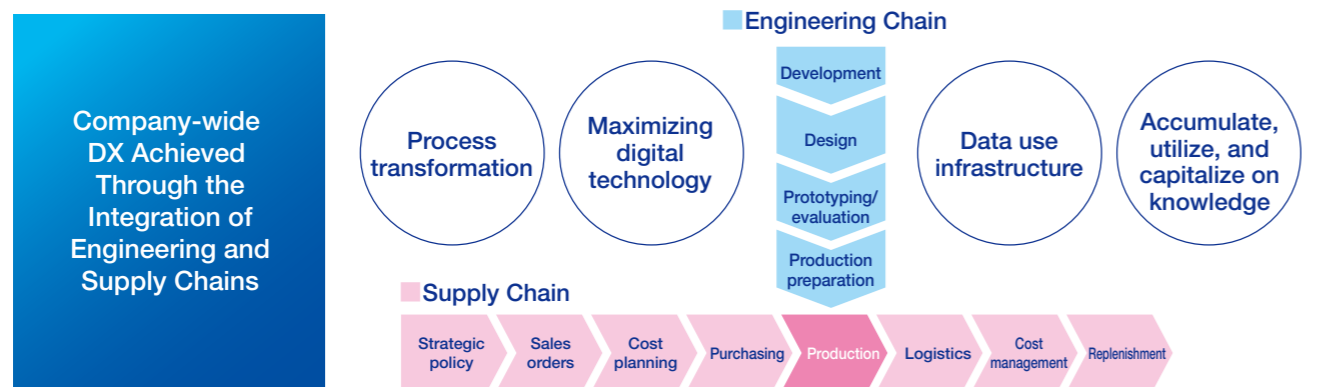 Company-wide
DX Achieved
Through the
Integration of
Engineering and
Supply Chains
Engineering Chain
Process
transformation
Maximizing
digital
technology
Development
Design
Prototyping/
evaluation
Production
preparation
Data use
infrastructure
Accumulate,
utilize, and
capitalize on
knowledge
Supply Chain
Strategic
policy
Sales
orders
Cost
planning
Purchasing
Production
Logistics
Cost
management
Replenishment